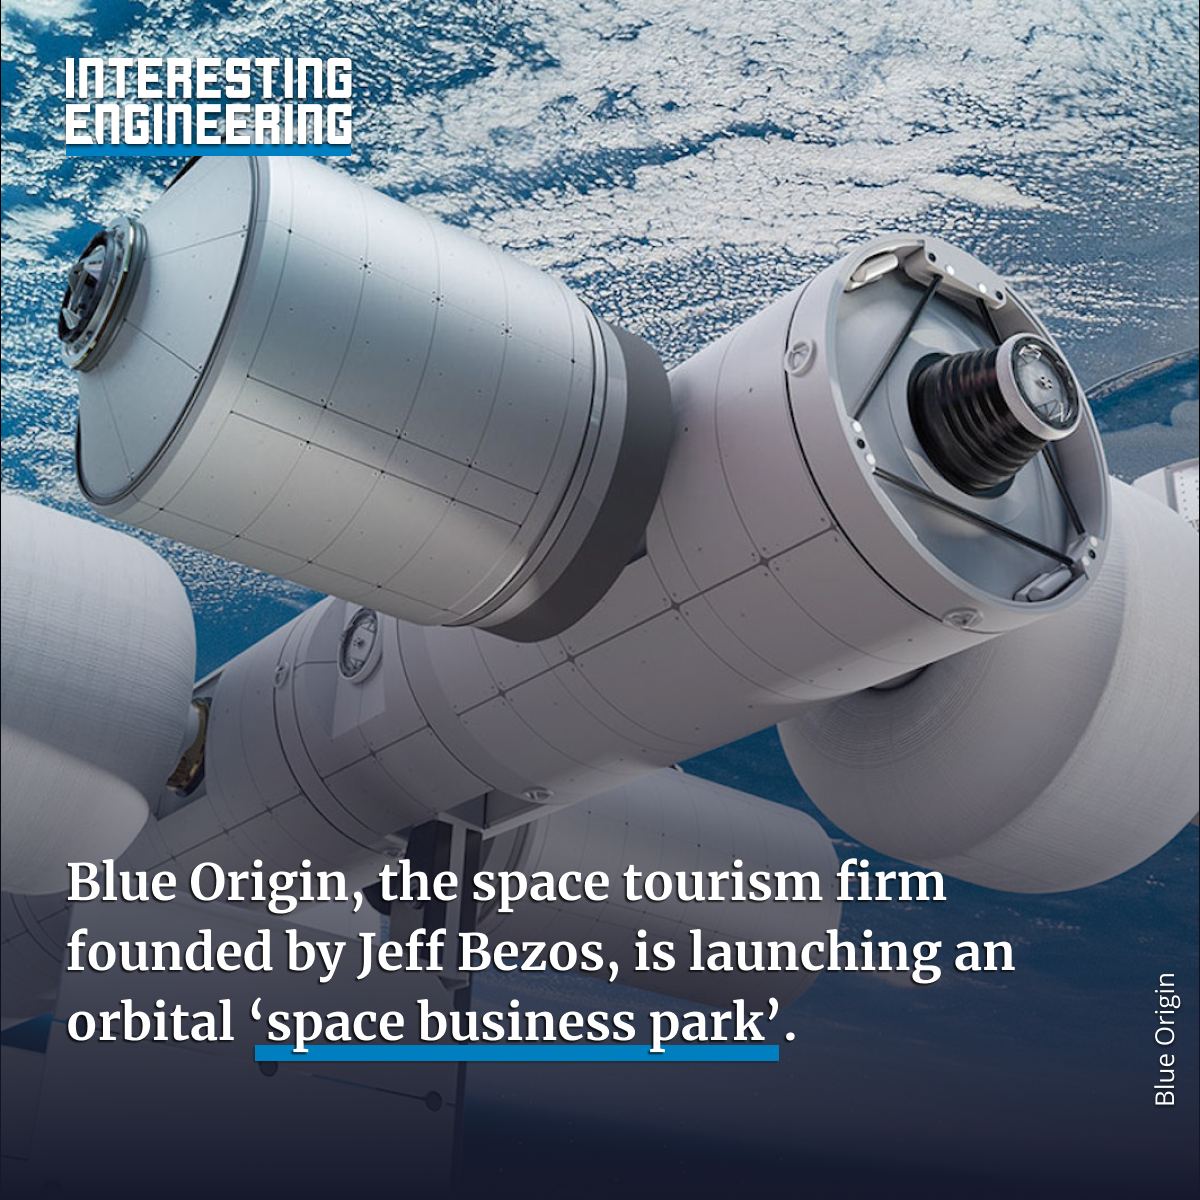 INTERESTING
ENGINEERING
Blue Origin, the space tourism firm
founded by Jeff Bezos, is launching an
orbital ‘space business park’.
Blue Origin